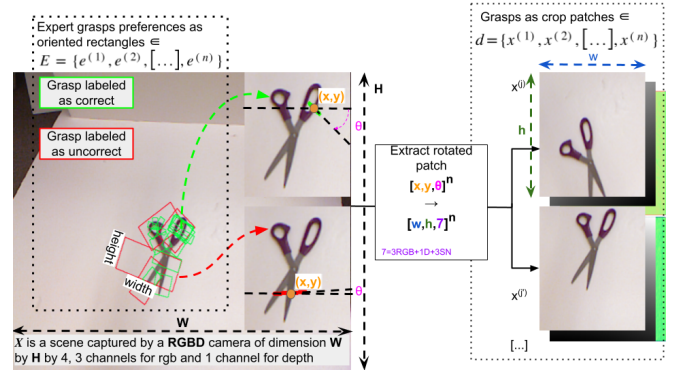 Expert grasps preferences as
oriented rectangles ∈
E = {e⁽¹⁾, e⁽²⁾, [...], e⁽ⁿ⁾}
Grasp labeled
as correct
Grasp labeled
as uncorrect
height
width
(x,y)
θ
(x,y)
θ
H
W
X is a scene captured by a RGBD camera of dimension W
by H by 4, 3 channels for rgb and 1 channel for depth
Extract rotated
patch
[x,y,θ]ⁿ
→
[w,h,7]ⁿ
7=3RGB+1D+3SN
Grasps as crop patches ∈
d = {x⁽¹⁾, x⁽²⁾, [...], x⁽ⁿ⁾}
w
x⁽ʲ⁾
h
x⁽ʲ'⁾
[...]